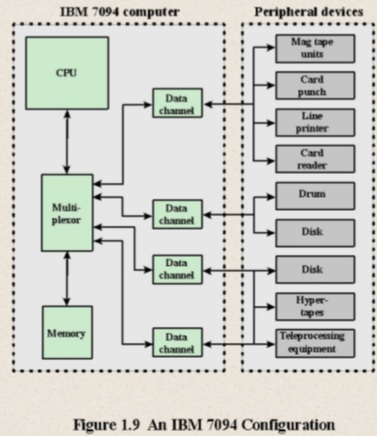 IBM 7094 computer
Peripheral devices
CPU
Multi-
plexor
Memory
Data
channel
Data
channel
Data
channel
Data
channel
Mag tape
units
Card
punch
Line
printer
Card
reader
Drum
Disk
Disk
Hyper-
tapes
Teleprocessing
equipment
Figure 1.9 An IBM 7094 Configuration